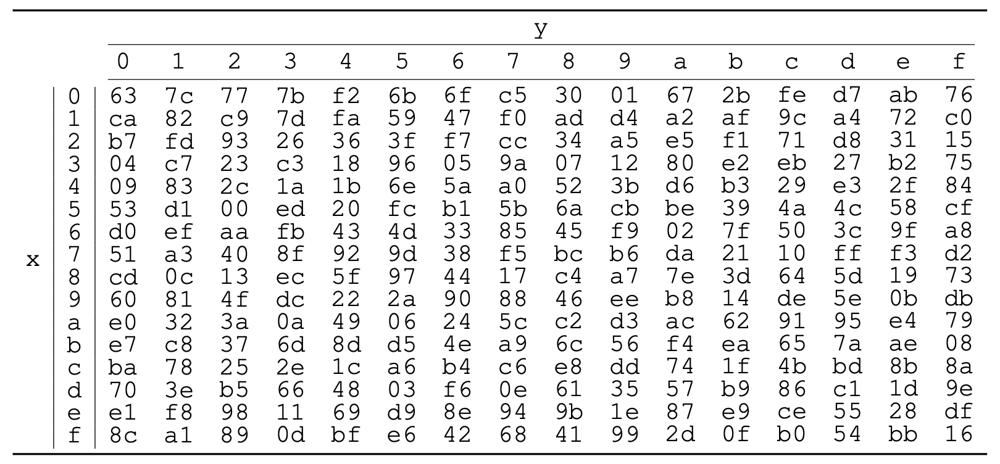 y
0 1 2 3 4 5 6 7 8 9 a b c d e f
0 63 7c 77 7b f2 6b 6f c5 30 01 67 2b fe d7 ab 76
1 ca 82 c9 7d fa 59 47 f0 ad d4 a2 af 9c a4 72 c0
2 b7 fd 93 26 36 3f f7 cc 34 a5 e5 f1 71 d8 31 15
3 04 c7 23 c3 18 96 05 9a 07 12 80 e2 eb 27 b2 75
4 09 83 2c 1a 1b 6e 5a a0 52 3b d6 b3 29 e3 2f 84
5 53 d1 00 ed 20 fc b1 5b 6a cb be 39 4a 4c 58 cf
6 d0 ef aa fb 43 4d 33 85 45 f9 02 7f 50 3c 9f a8
x 7 51 a3 40 8f 92 9d 38 f5 bc b6 da 21 10 ff f3 d2
8 cd 0c 13 ec 5f 97 44 17 c4 a7 7e 3d 64 5d 19 73
9 60 81 4f dc 22 2a 90 88 46 ee b8 14 de 5e 0b db
a e0 32 3a 0a 49 06 24 5c c2 d3 ac 62 91 95 e4 79
b e7 c8 37 6d 8d d5 4e a9 6c 56 f4 ea 65 7a ae 08
c ba 78 25 2e 1c a6 b4 c6 e8 dd 74 1f 4b bd 8b 8a
d 70 3e b5 66 48 03 f6 0e 61 35 57 b9 86 c1 1d 9e
e e1 f8 98 11 69 d9 8e 94 9b 1e 87 e9 ce 55 28 df
f 8c a1 89 0d bf e6 42 68 41 99 2d 0f b0 54 bb 16